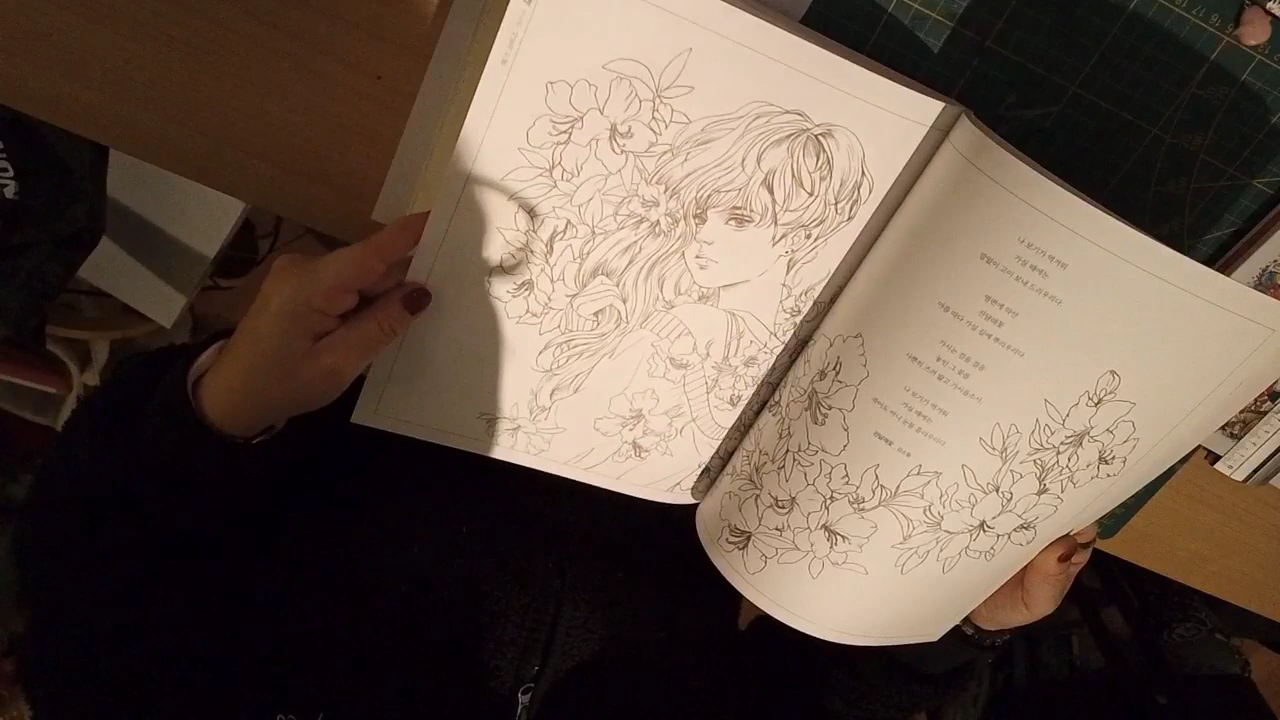 나 보기가 역겨워
가실 때에는
말없이 고이 보내 드리우리다
영변에 약산
진달래꽃
아름 따다 가실 길에 뿌리우리다
가시는 걸음 걸음
놓인 그 꽃을
사뿐히 즈려 밟고 가시옵소서.
나 보기가 역겨워
가실 때에는
죽어도 아니 눈물 흘리우리다
진달래꽃, 김소월